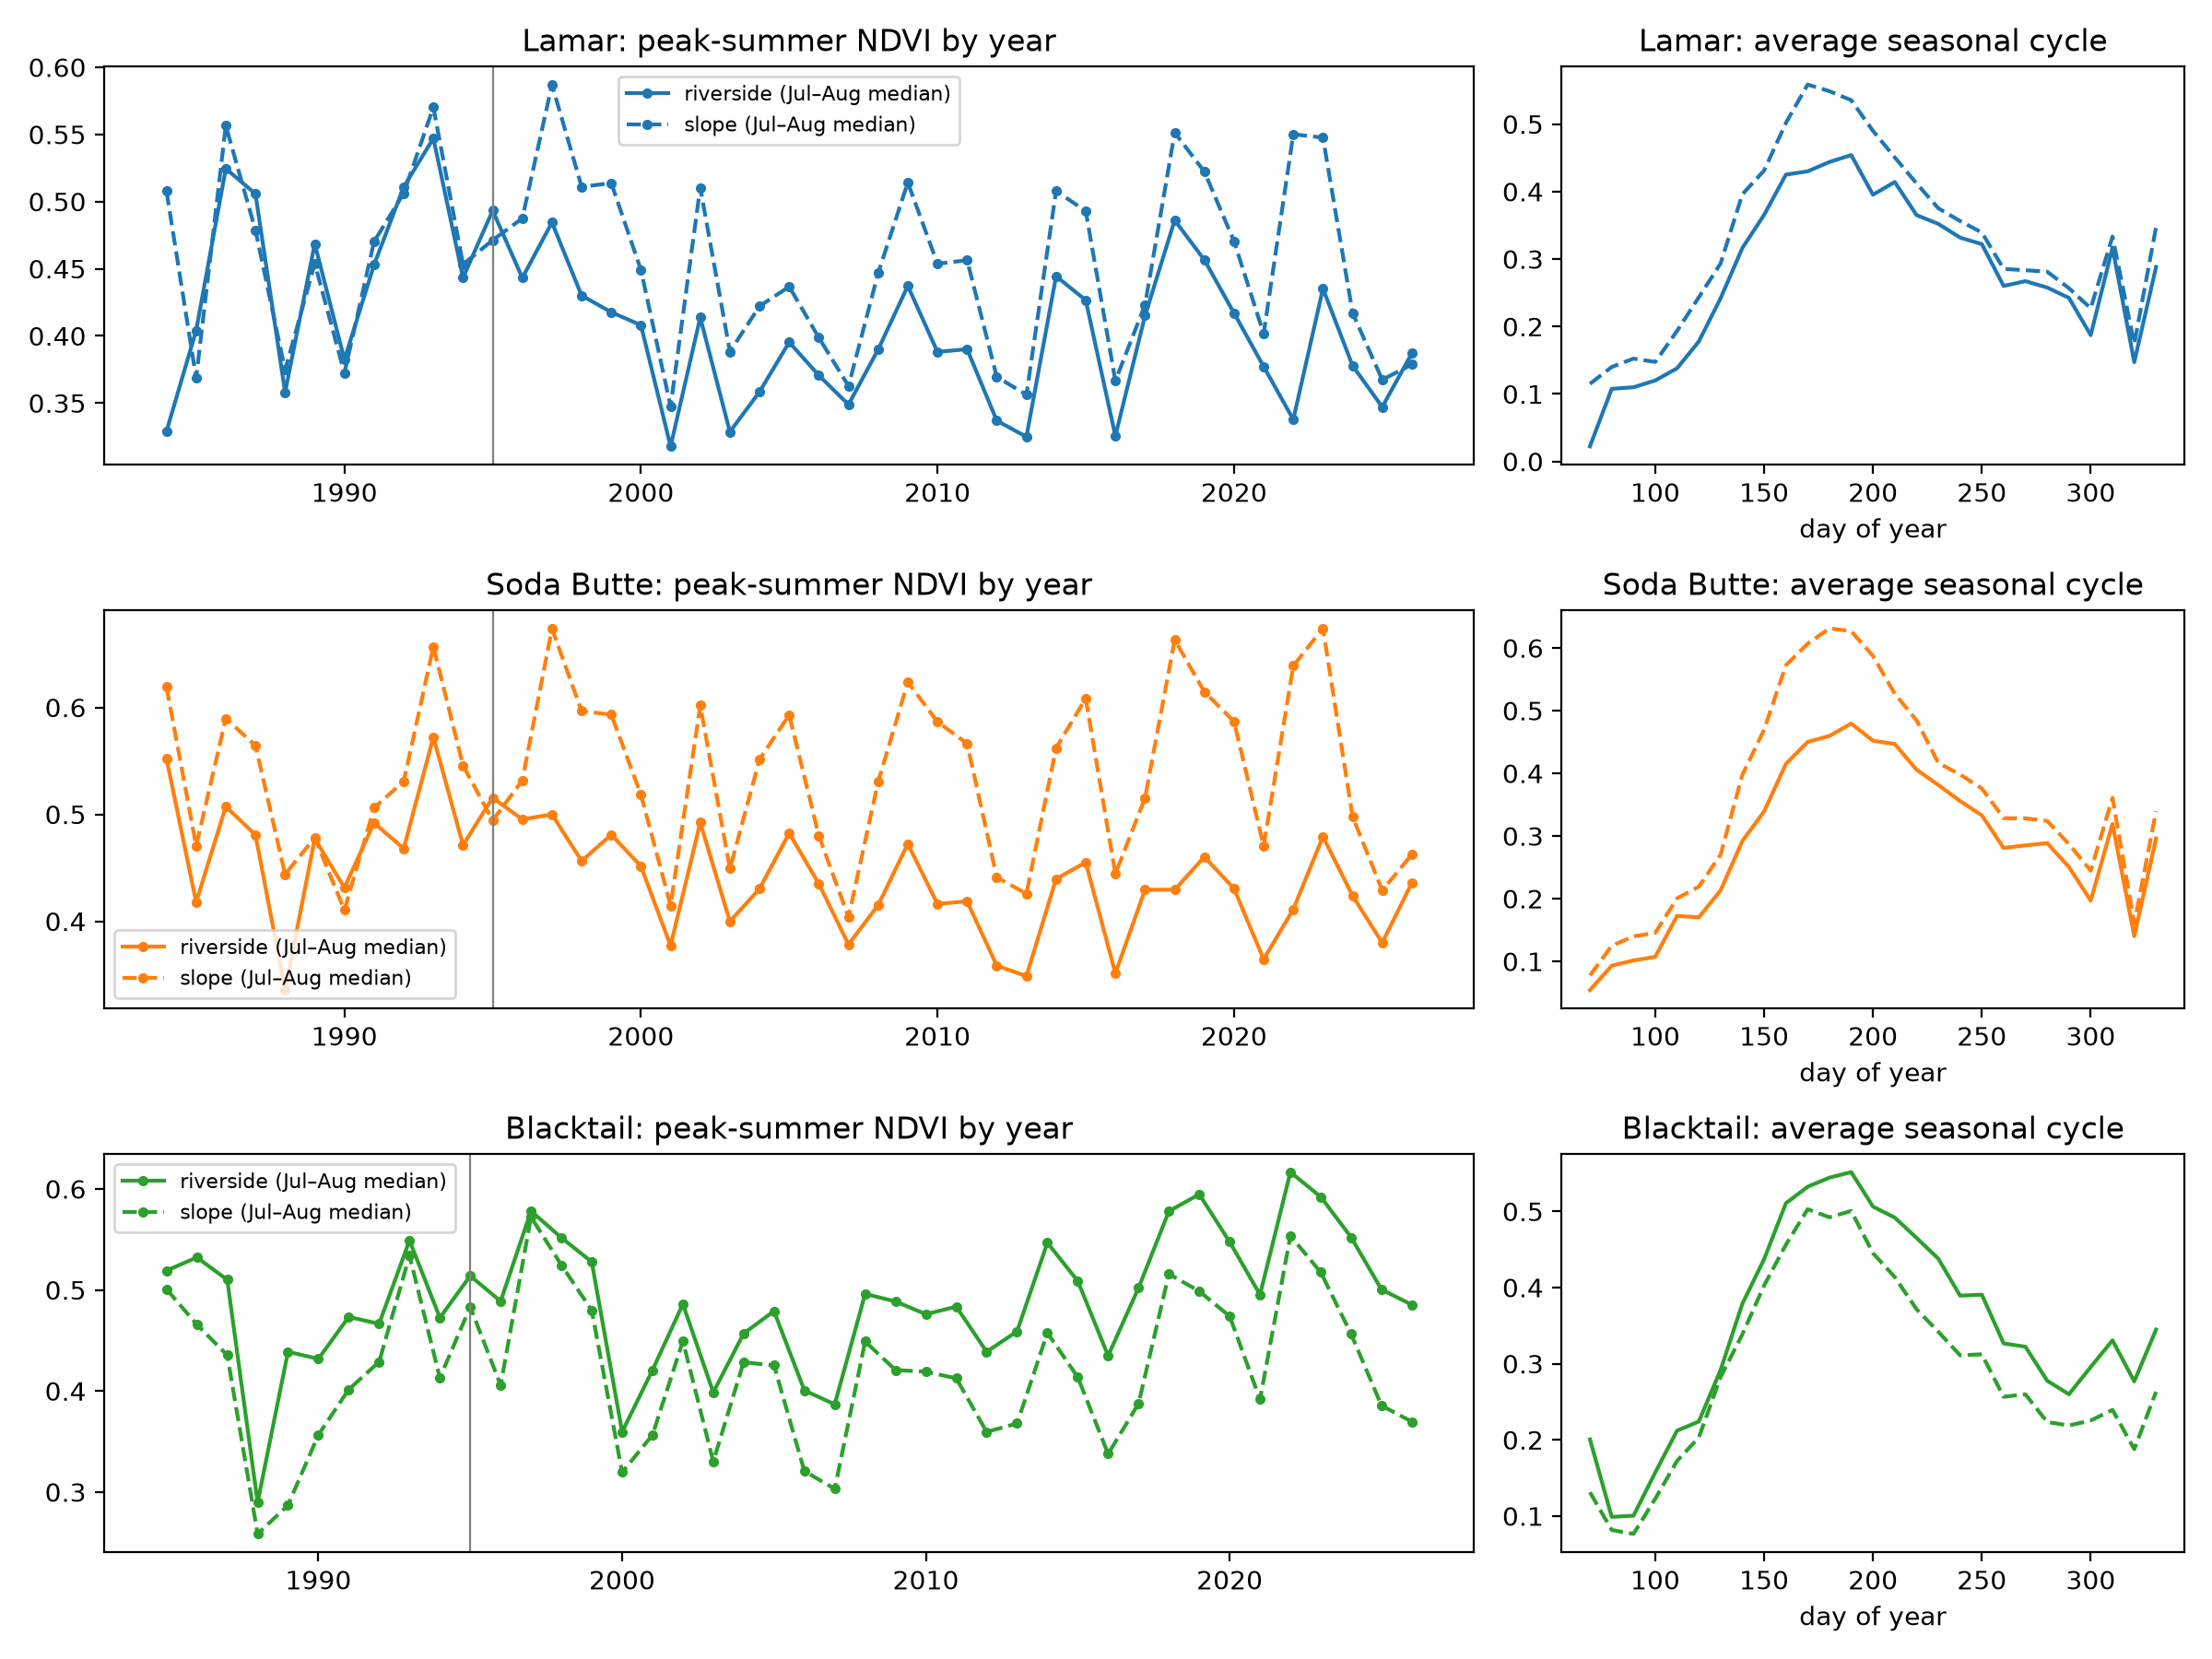 Lamar: peak-summer NDVI by year
0.60
0.55
0.50
0.45
0.40
0.35
riverside (Jul–Aug median)
slope (Jul–Aug median)
1990 2000 2010 2020
Lamar: average seasonal cycle
0.5
0.4
0.3
0.2
0.1
0.0
100 150 200 250 300
day of year
Soda Butte: peak-summer NDVI by year
0.6
0.5
0.4
riverside (Jul–Aug median)
slope (Jul–Aug median)
1990 2000 2010 2020
Soda Butte: average seasonal cycle
0.6
0.5
0.4
0.3
0.2
0.1
100 150 200 250 300
day of year
Blacktail: peak-summer NDVI by year
riverside (Jul–Aug median)
slope (Jul–Aug median)
0.6
0.5
0.4
0.3
1990 2000 2010 2020
Blacktail: average seasonal cycle
0.5
0.4
0.3
0.2
0.1
100 150 200 250 300
day of year